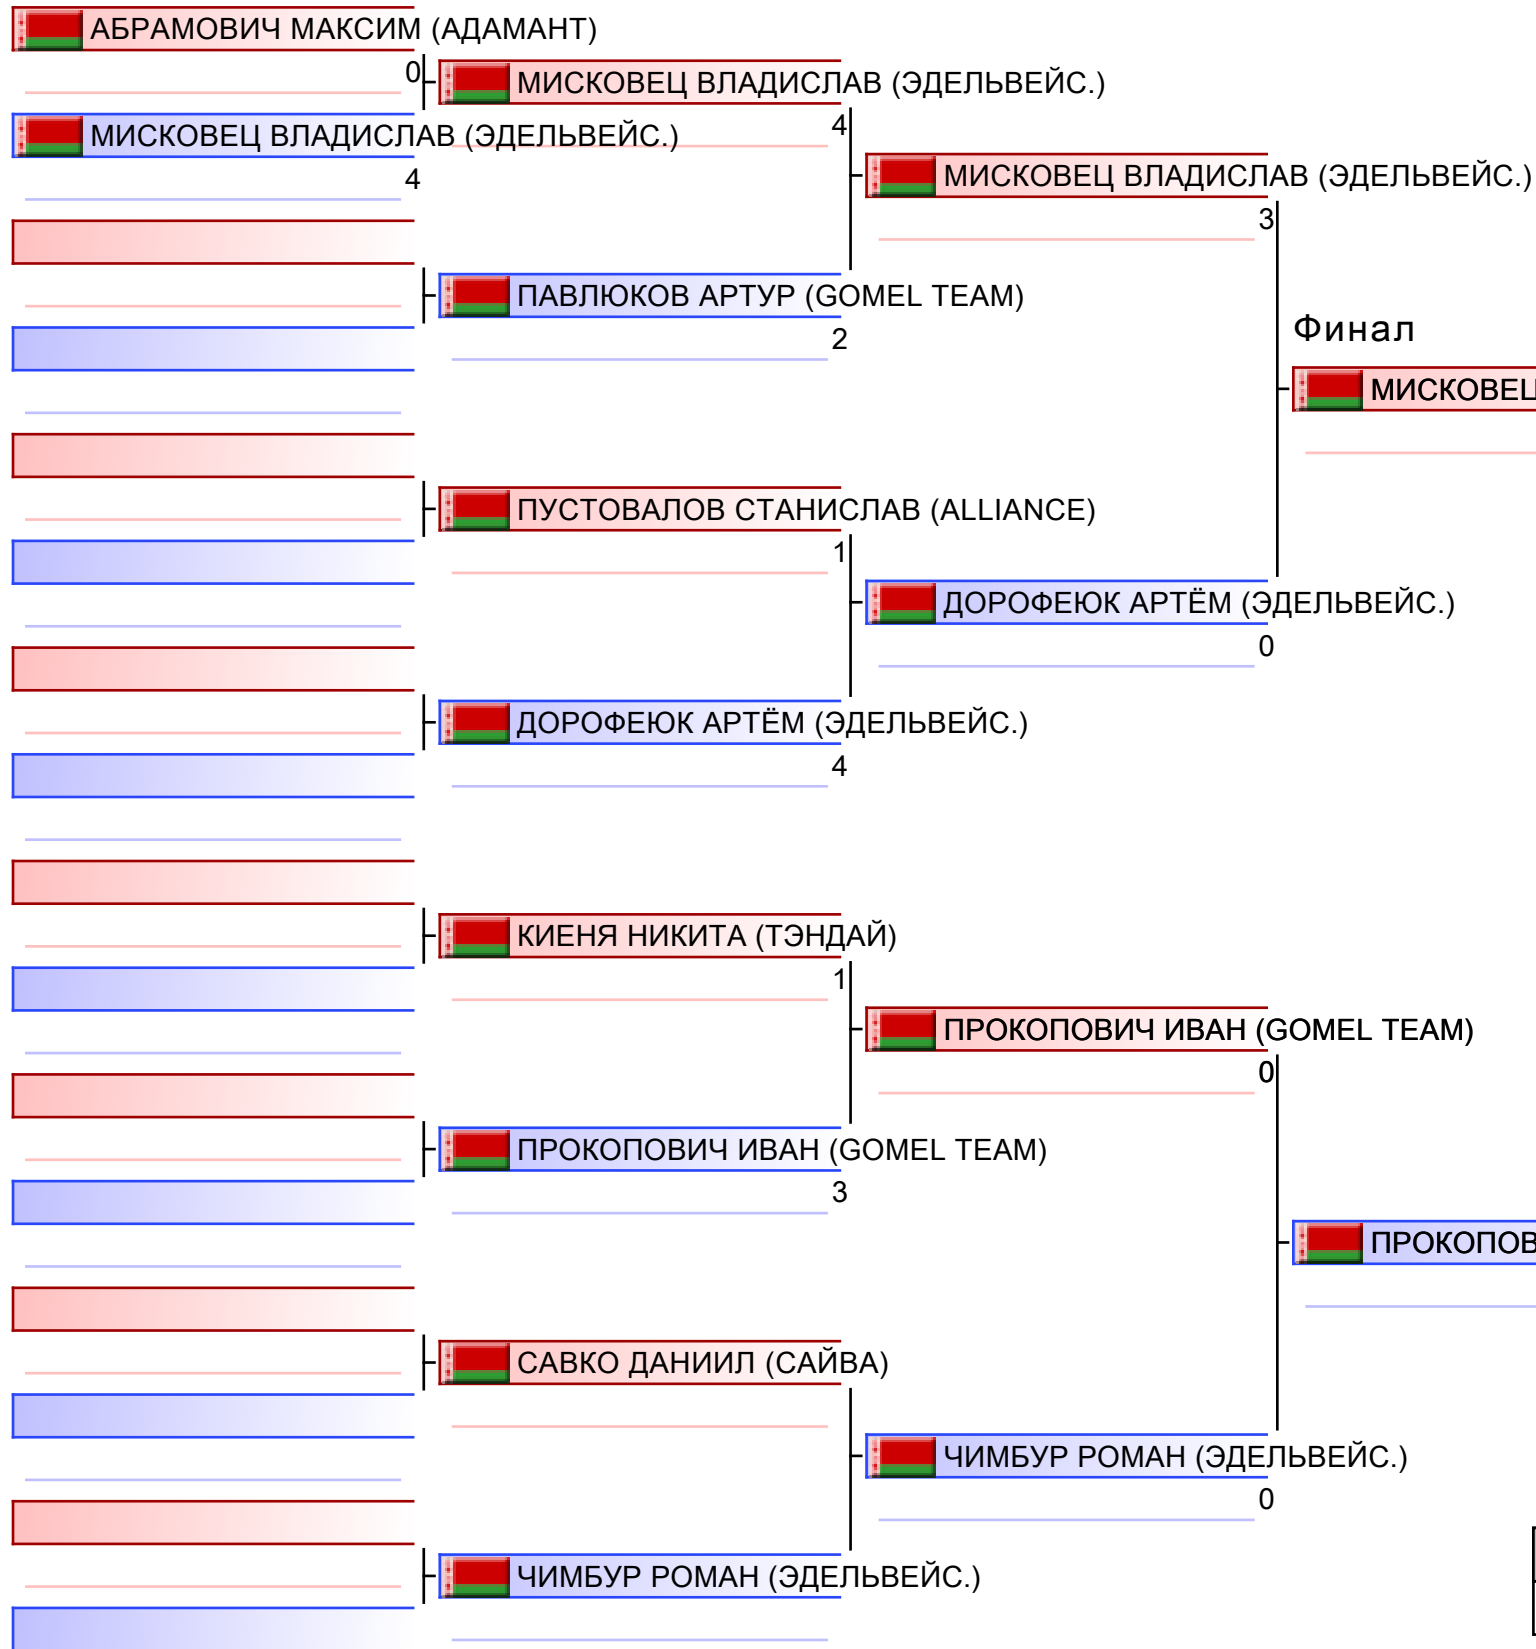 АБРАМОВИЧ МАКСИМ (АДАМАНТ)
0
МИСКОВЕЦ ВЛАДИСЛАВ (ЭДЕЛЬВЕЙС.)
4
МИСКОВЕЦ ВЛАДИСЛАВ (ЭДЕЛЬВЕЙС.)
4
ПАВЛЮКОВ АРТУР (GOMEL TEAM)
2
ПУСТОВАЛОВ СТАНИСЛАВ (ALLIANCE)
1
ДОРОФЕЮК АРТЁМ (ЭДЕЛЬВЕЙС.)
4
КИЕНЯ НИКИТА (ТЭНДАЙ)
1
ПРОКОПОВИЧ ИВАН (GOMEL TEAM)
3
САВКО ДАНИИЛ (САЙВА)
ЧИМБУР РОМАН (ЭДЕЛЬВЕЙС.)
МИСКОВЕЦ ВЛАДИСЛАВ (ЭДЕЛЬВЕЙС.)
3
ДОРОФЕЮК АРТЁМ (ЭДЕЛЬВЕЙС.)
0
ПРОКОПОВИЧ ИВАН (GOMEL TEAM)
0
ЧИМБУР РОМАН (ЭДЕЛЬВЕЙС.)
0
Финал
МИСКОВЕЦ
ПРОКОПОВ